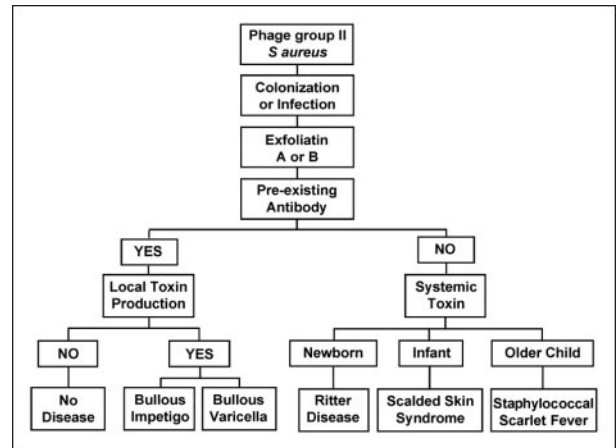 Phage group II
S aureus
Colonization
or Infection
Exfoliatin
A or B
Pre-existing
Antibody
YES
NO
Local Toxin
Production
Systemic
Toxin
NO
YES
Newborn
Infant
Older Child
No
Disease
Bullous
Impetigo
Bullous
Varicella
Ritter
Disease
Scalded Skin
Syndrome
Staphylococcal
Scarlet Fever